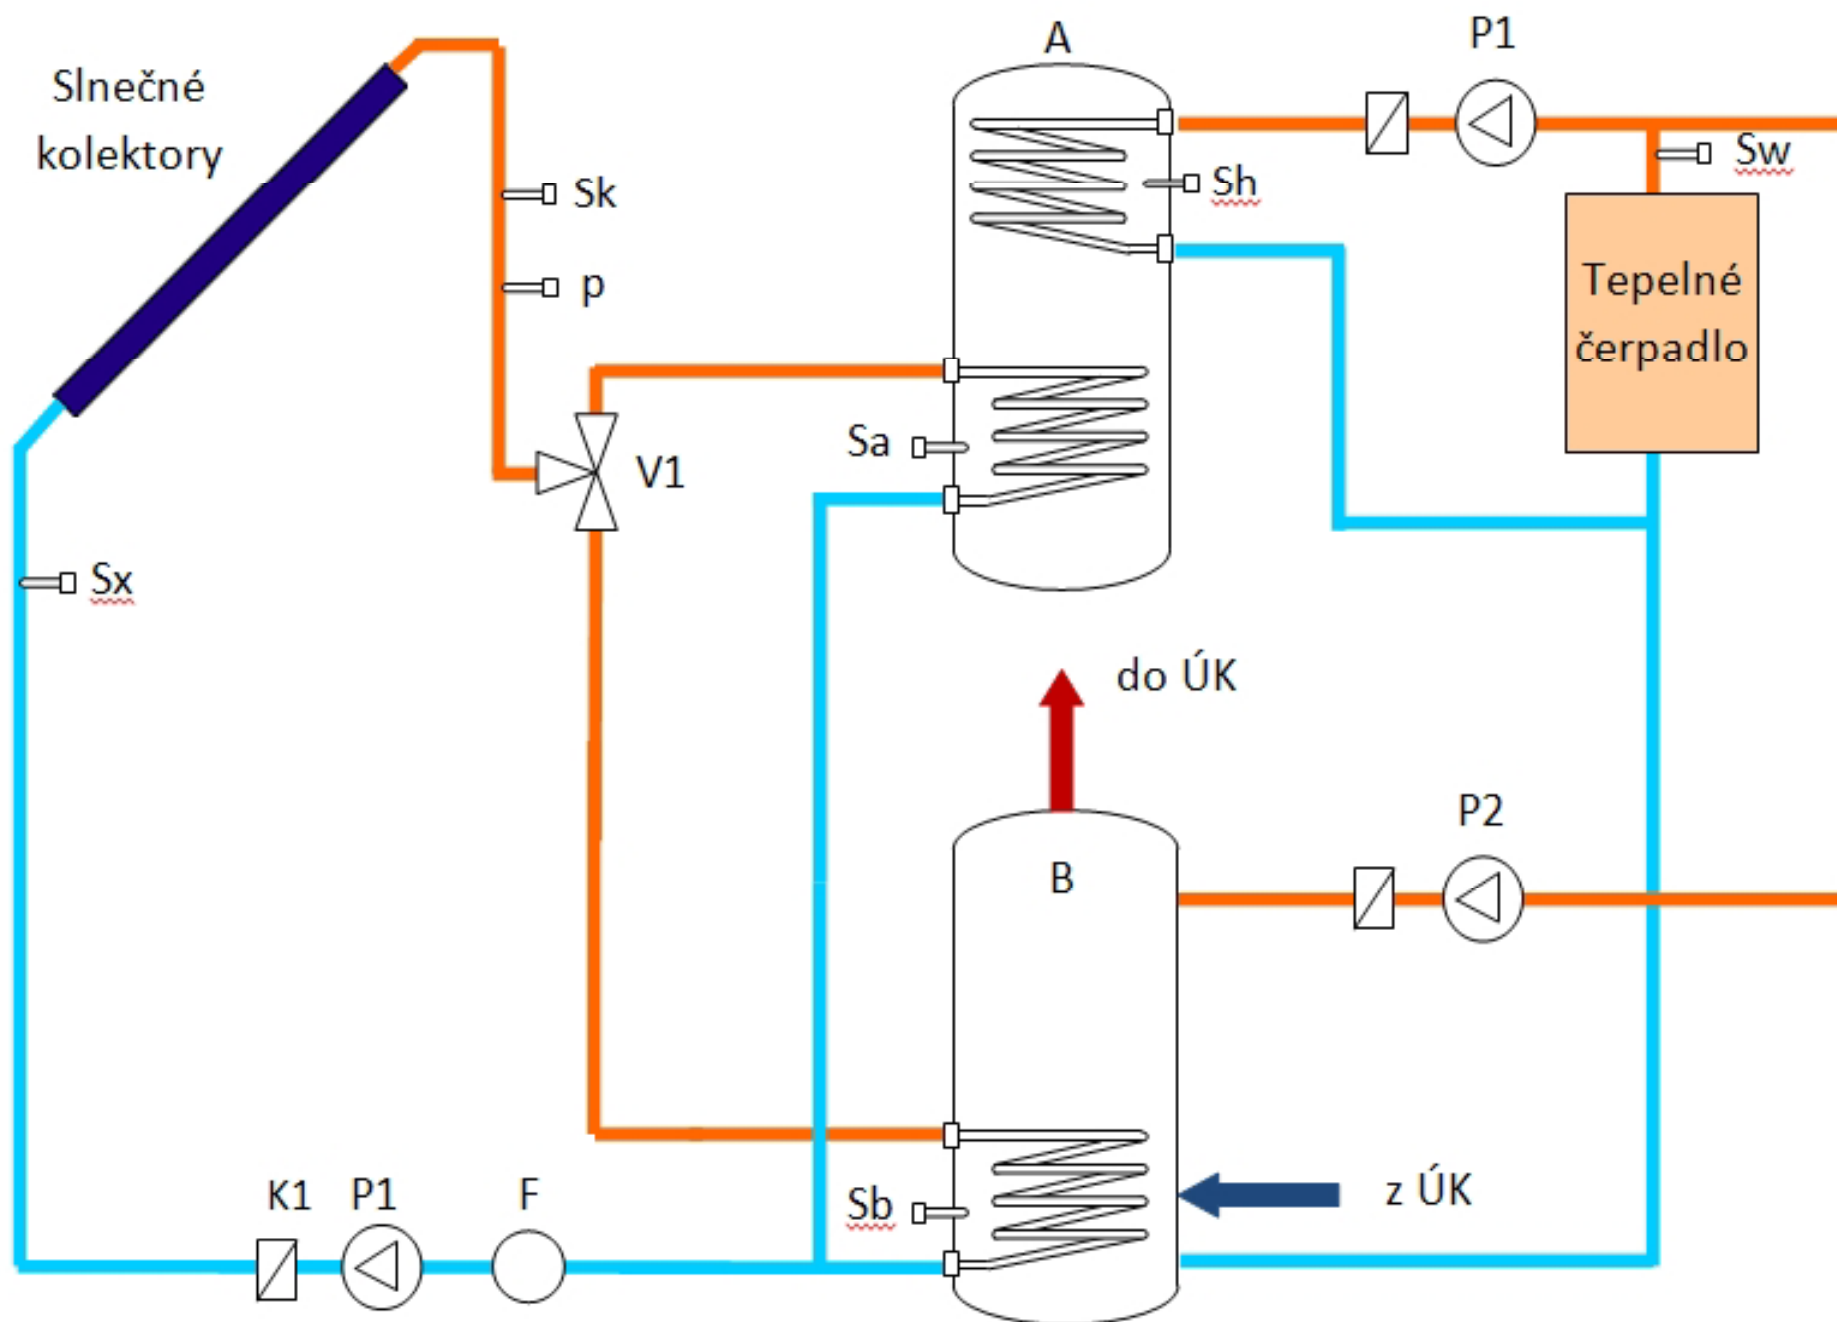 A
P1
Slnečné
kolektory
Sk
Sh
Sw
p
Tepelné
čerpadlo
Sa
V1
Sx
do ÚK
P2
B
K1
P1
F
Sb
z ÚK